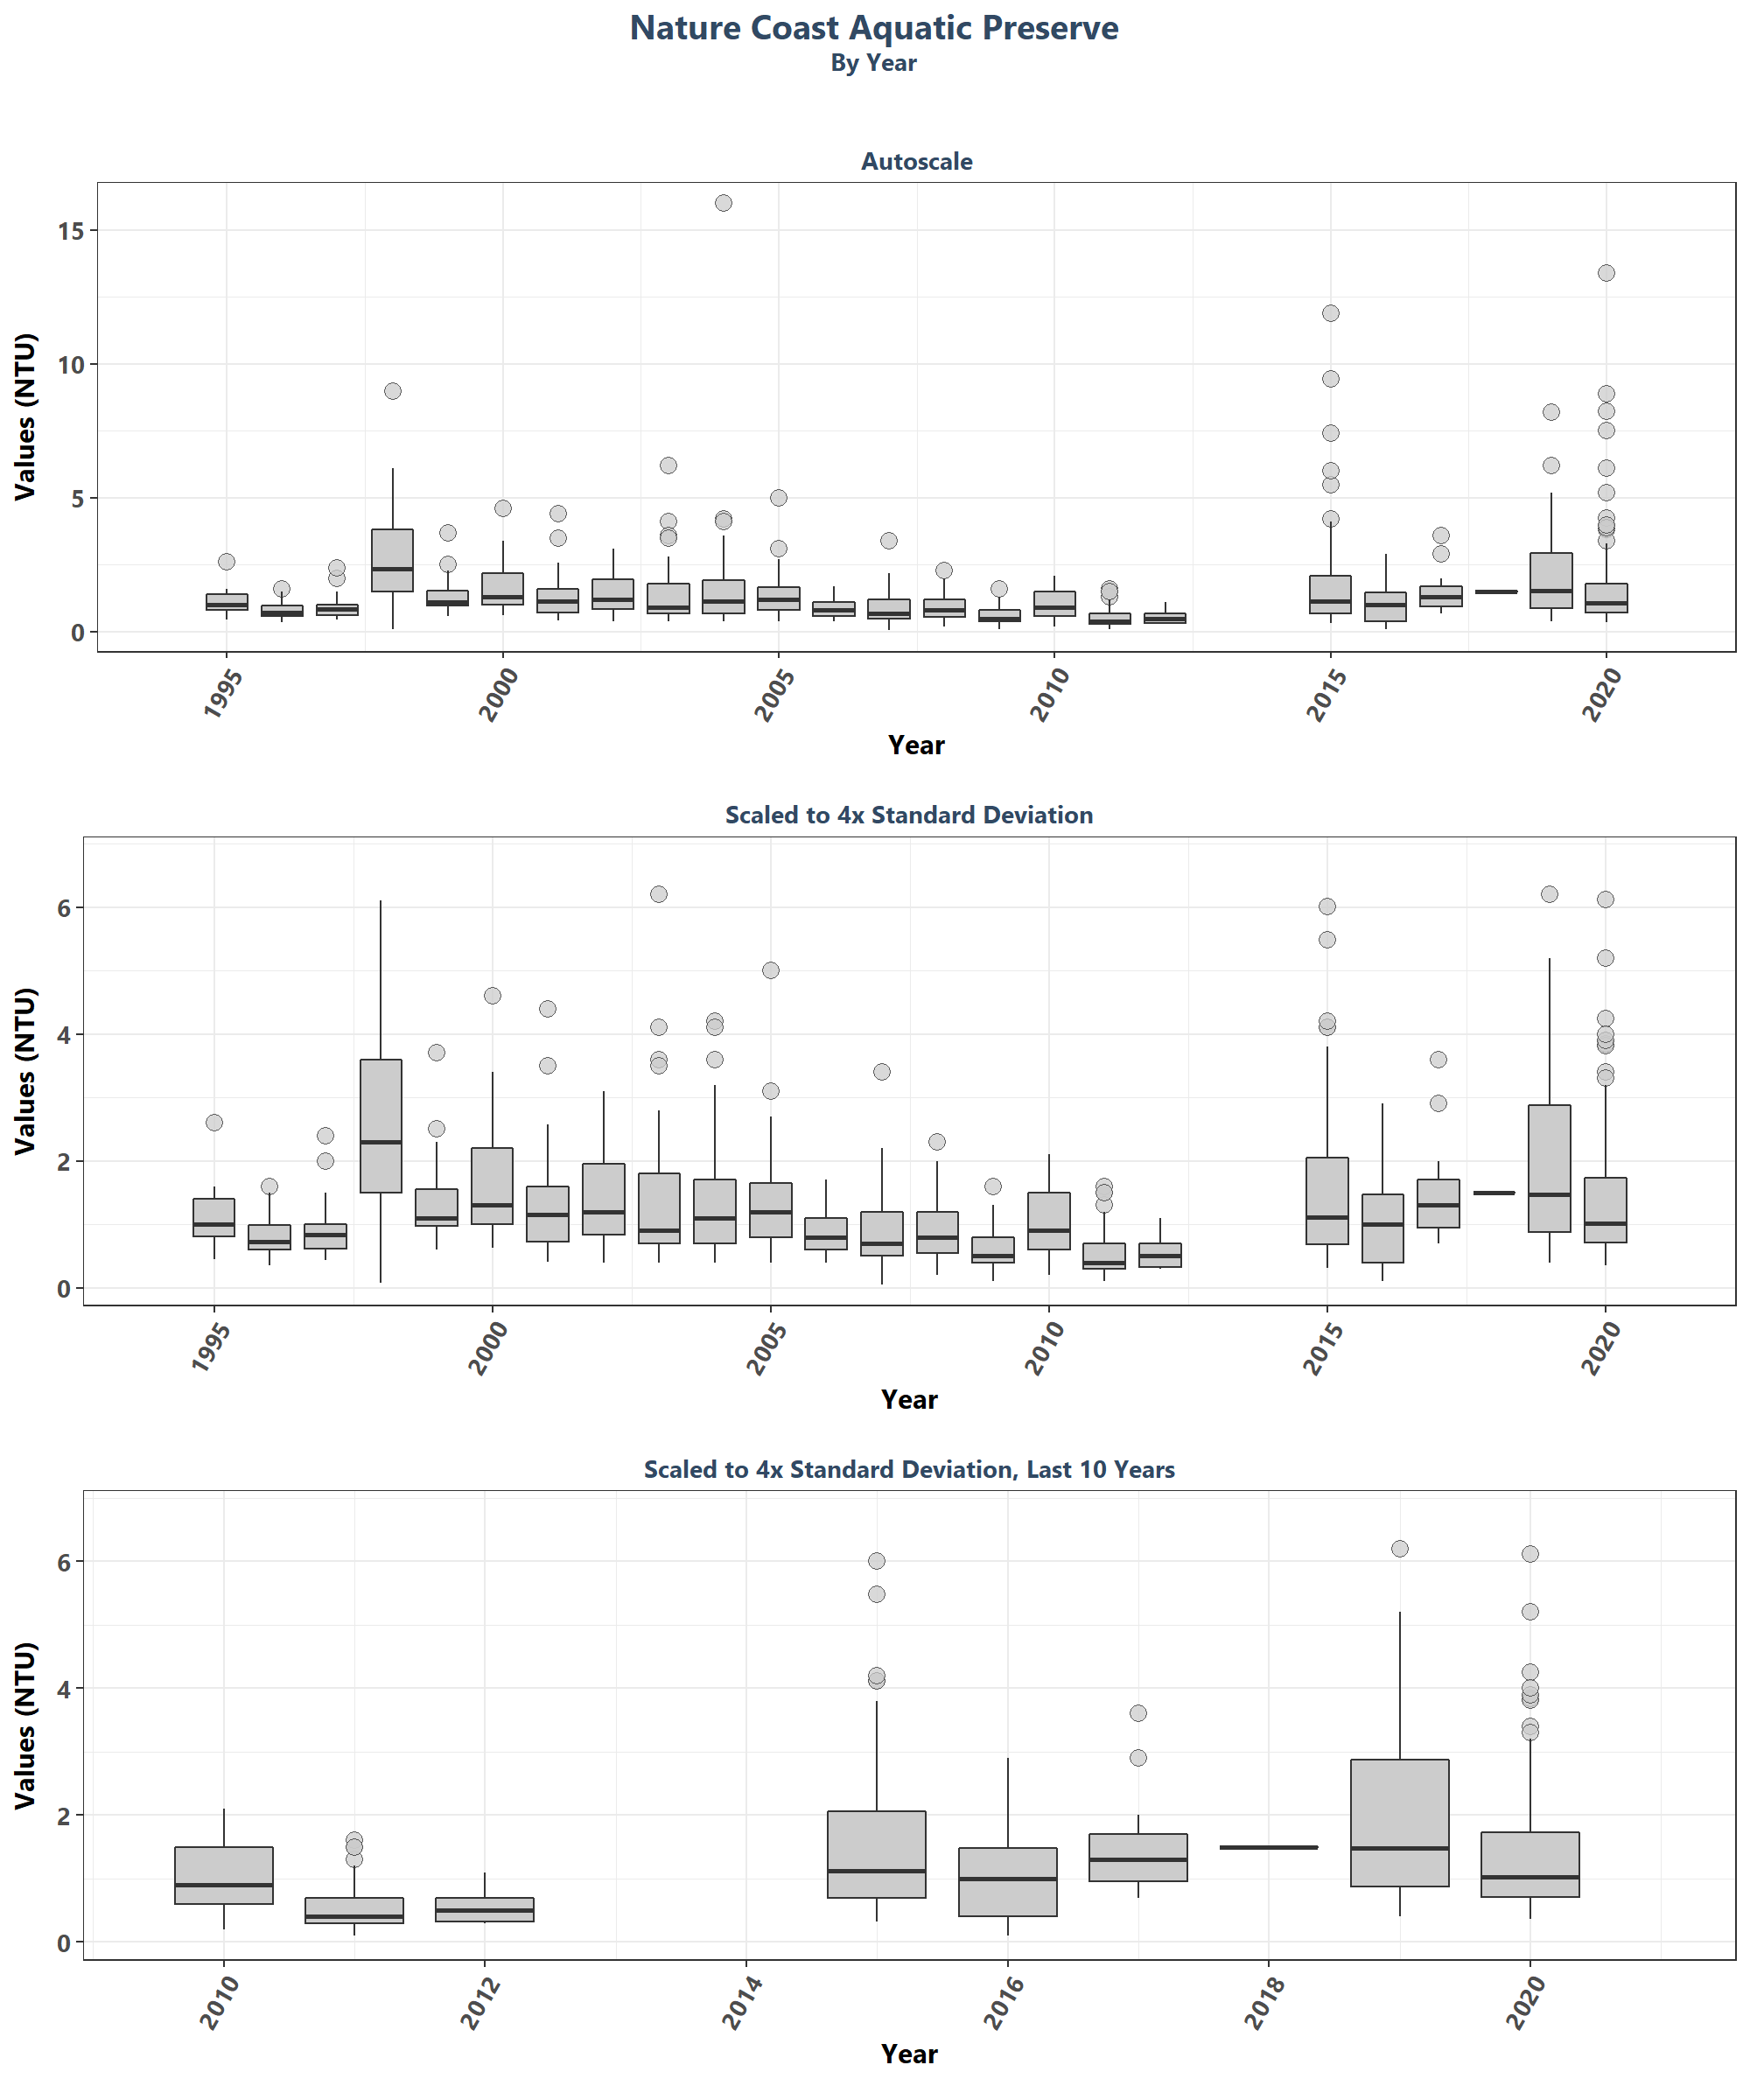 Nature Coast Aquatic Preserve
By Year
Autoscale
Values (NTU)
15
10
5
0
1995
2000
2005
2010
2015
2020
Year
Scaled to 4x Standard Deviation
Values (NTU)
6
4
2
0
1995
2000
2005
2010
2015
2020
Year
Scaled to 4x Standard Deviation, Last 10 Years
Values (NTU)
6
4
2
0
2010
2012
2014
2016
2018
2020
Year